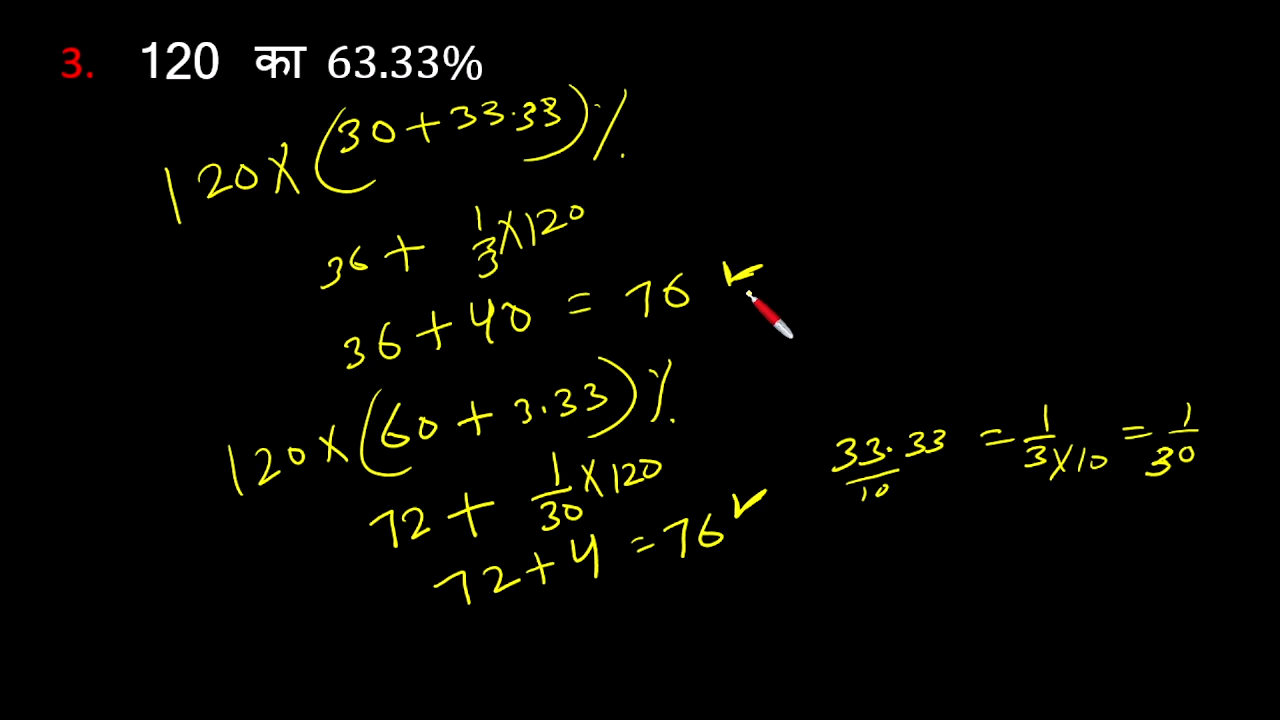 3. 120 का 63.33%
120 × (30 + 33.33) %
36 + 1/3 × 120
36 + 40 = 76 ✓
120 × (60 + 3.33) %
72 + 1/30 × 120
72 + 4 = 76 ✓
33.33/10 = 1/3×10 = 1/30